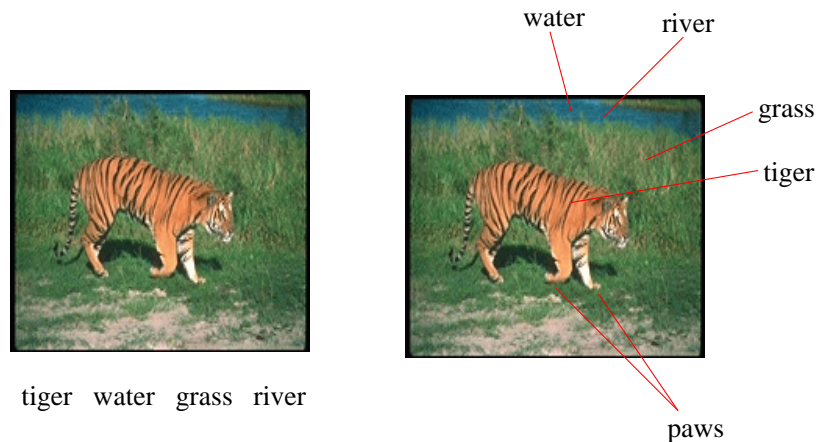 water river
grass
tiger
tiger water grass river
paws